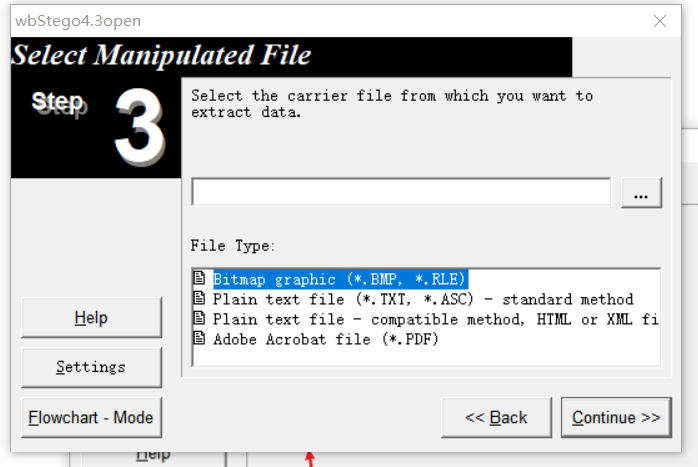 wbStego4.3open
Select Manipulated File
Step 3
Select the carrier file from which you want to
extract data.
...
File Type:
Bitmap graphic (*.BMP, *.RLE)
Plain text file (*.TXT, *.ASC) - standard method
Plain text file - compatible method, HTML or XML fi
Adobe Acrobat file (*.PDF)
Help
Settings
Flowchart - Mode
<< Back
Continue >>
Help